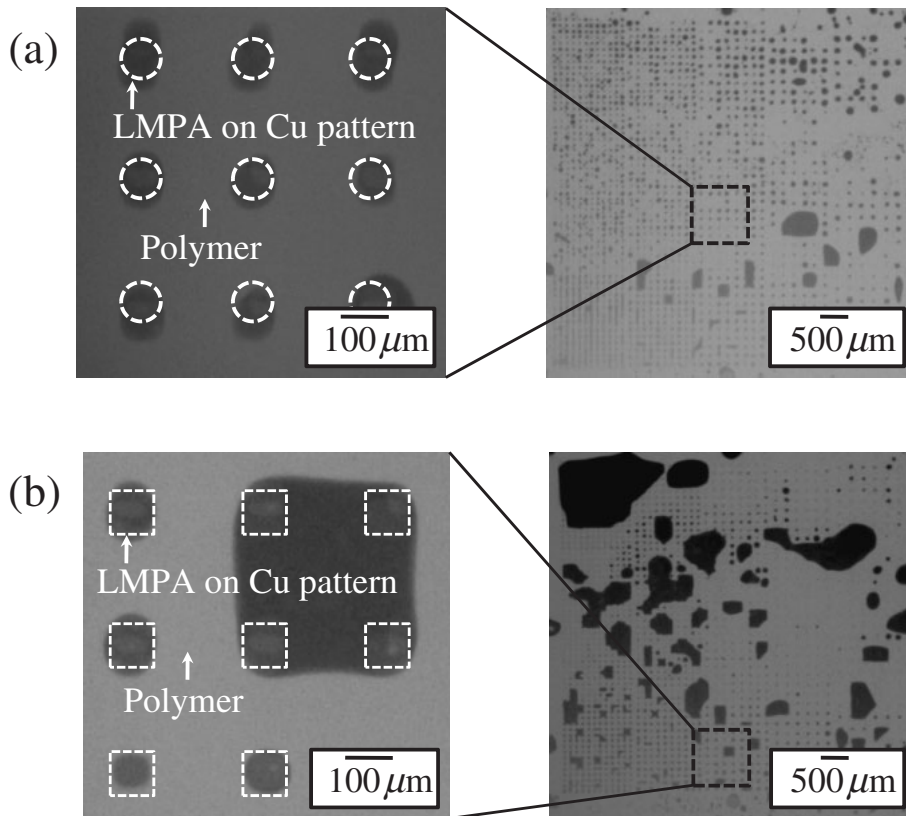 (a)
LMPA on Cu pattern
Polymer
100 μm
500 μm
(b)
LMPA on Cu pattern
Polymer
100 μm
500 μm